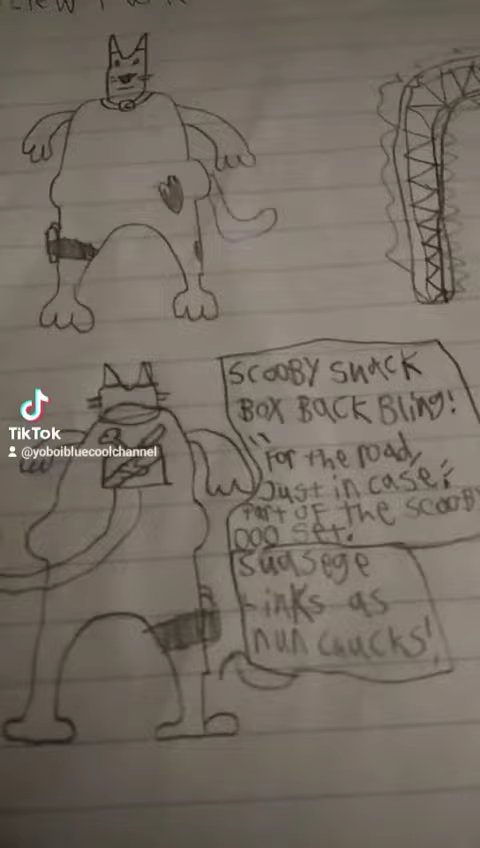 SCOOBY SNACK
BOX BACK BLING!
"For the road,
Just in case,"
Part OF the SCOOBY
DOO Set!
Suasege
Links as
nun caucks!
TikTok
@yoboibluecoolchannel